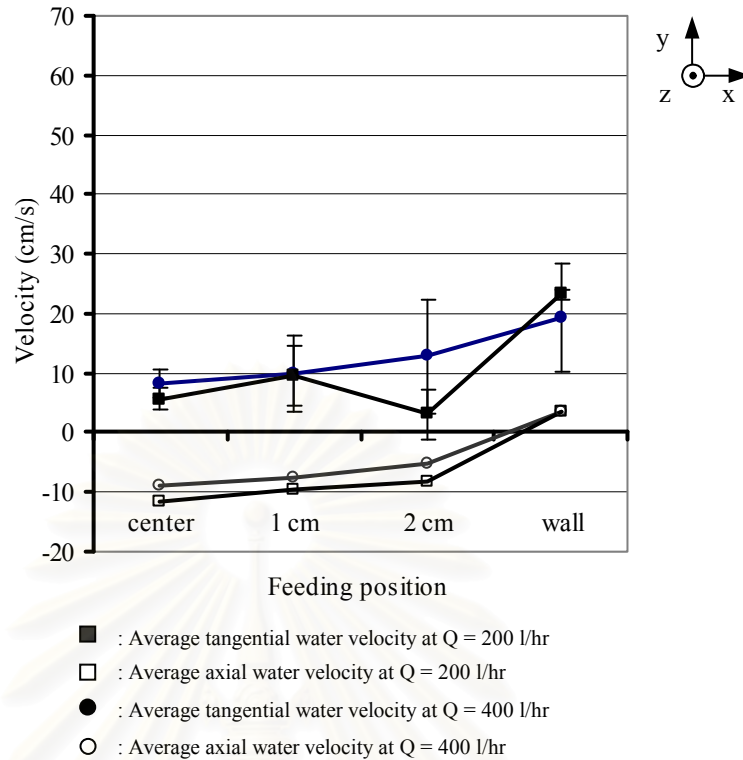 70
60
50
40
30
20
10
0
-10
-20
Velocity (cm/s)
y
z x
center 1 cm 2 cm wall
Feeding position
: Average tangential water velocity at Q = 200 l/hr
: Average axial water velocity at Q = 200 l/hr
: Average tangential water velocity at Q = 400 l/hr
: Average axial water velocity at Q = 400 l/hr